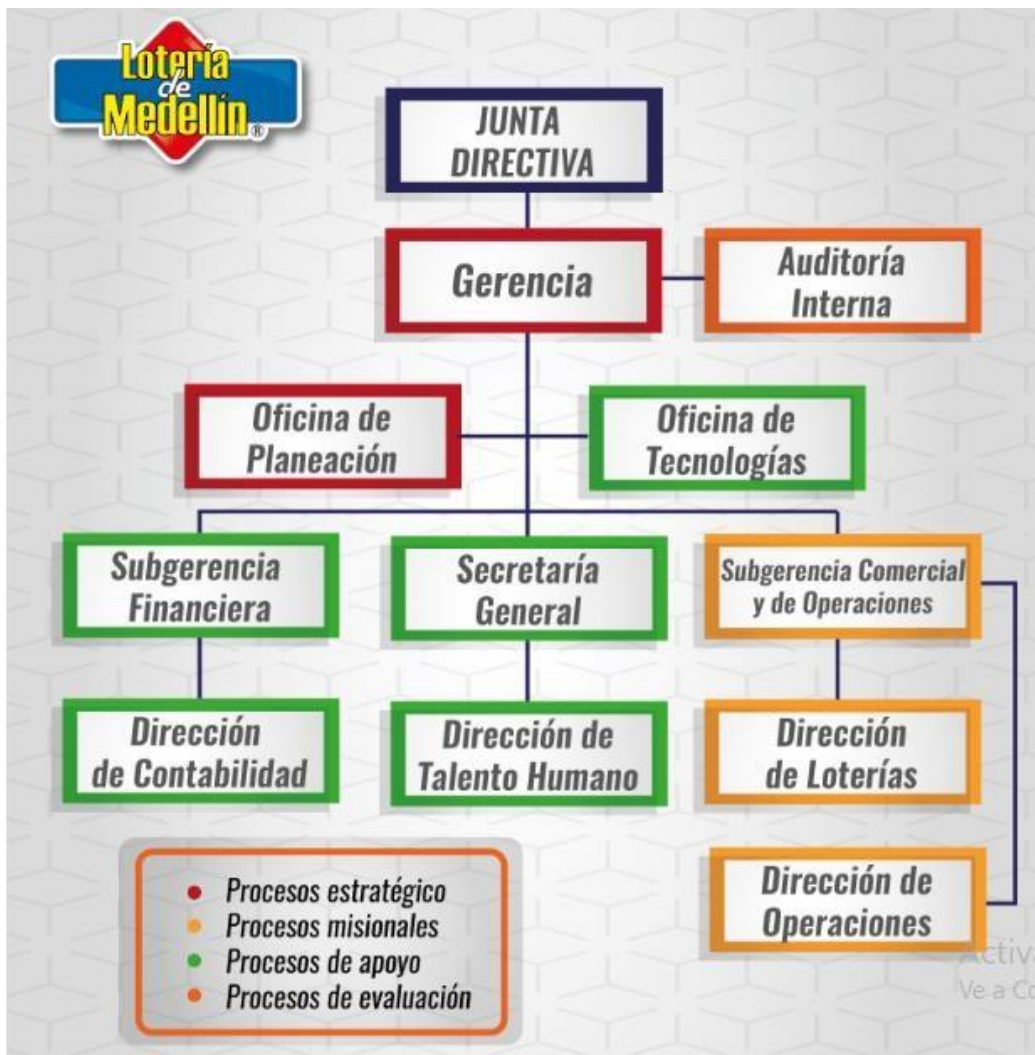 Lotería
de
Medellín®
JUNTA
DIRECTIVA
Gerencia
Auditoría
Interna
Oficina de
Planeación
Oficina de
Tecnologías
Subgerencia
Financiera
Secretaría
General
Subgerencia Comercial
y de Operaciones
Dirección
de Contabilidad
Dirección de
Talento Humano
Dirección
de Loterías
Dirección de
Operaciones
• Procesos estratégico
• Procesos misionales
• Procesos de apoyo
• Procesos de evaluación
Ve a